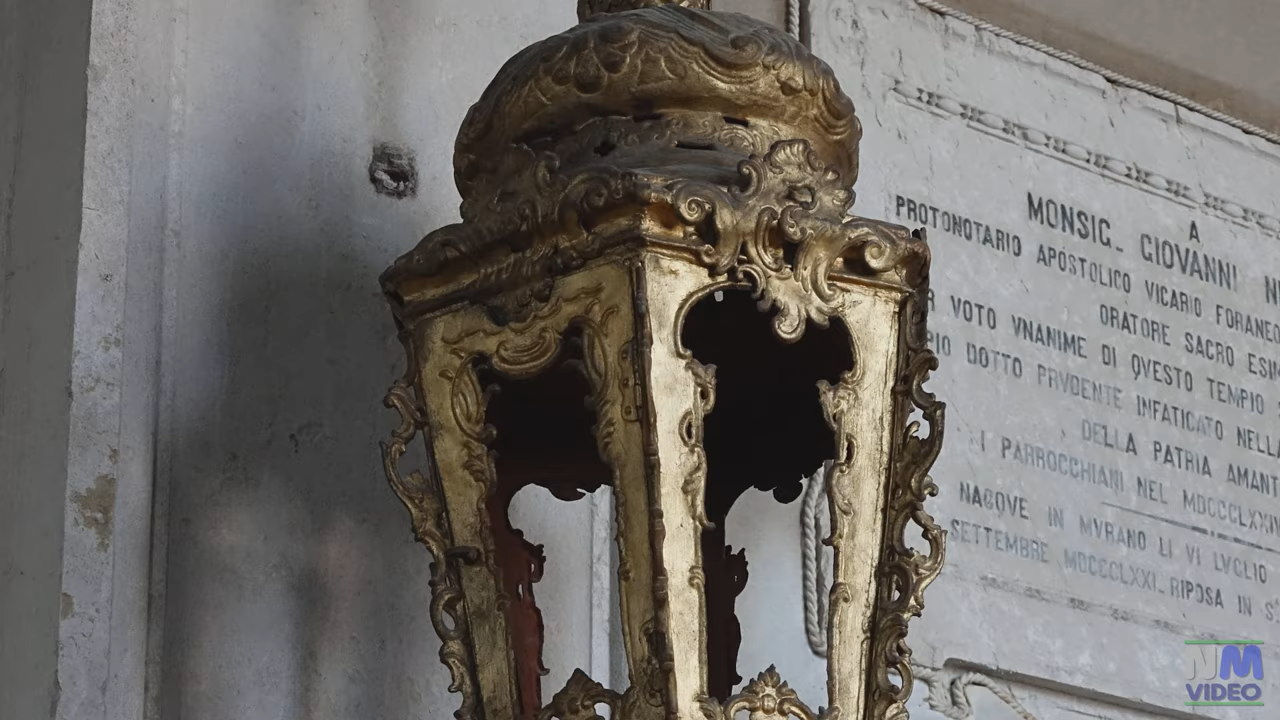 A
MONSIG. GIOVANNI
PROTONOTARIO APOSTOLICO VICARIO FORANEO
ORATORE SACRO
VOTO VNANIME DI QVESTO TEMPIO
PIO DOTTO PRVDENTE INFATICATO NELLA
DELLA PATRIA AMANT
I PARROCCHIANI NEL
NACQVE IN MVRANO LI VI LVGLIO
SETTEMBRE MDCCCLXXI RIPOSA IN
NM
VIDEO